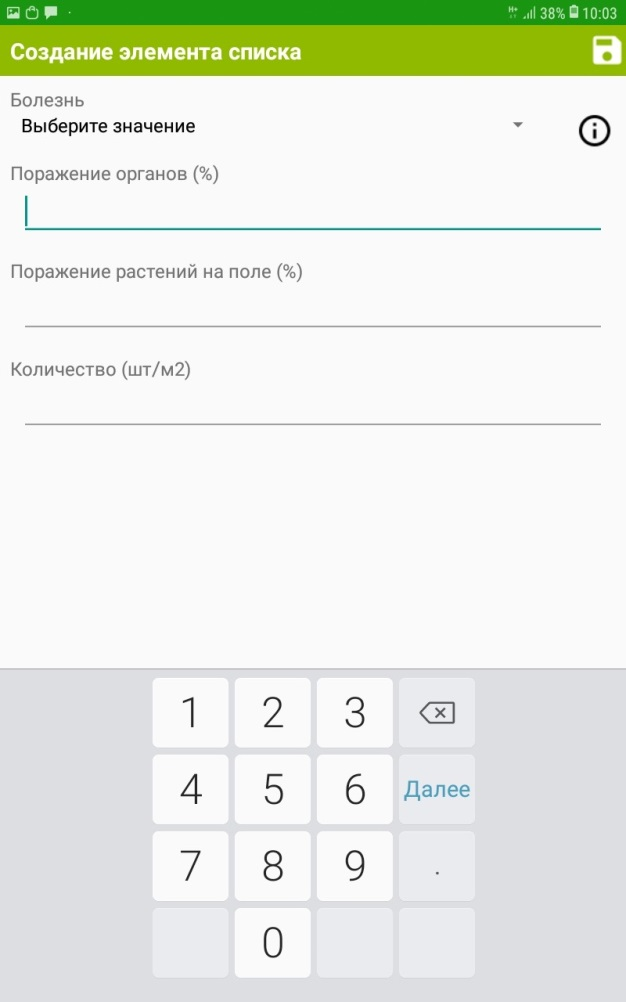 38% 10:03
Создание элемента списка
Болезнь
Выберите значение
Поражение органов (%)
Поражение растений на поле (%)
Количество (шт/м2)
1 2 3
4 5 6 Далее
7 8 9 .
0